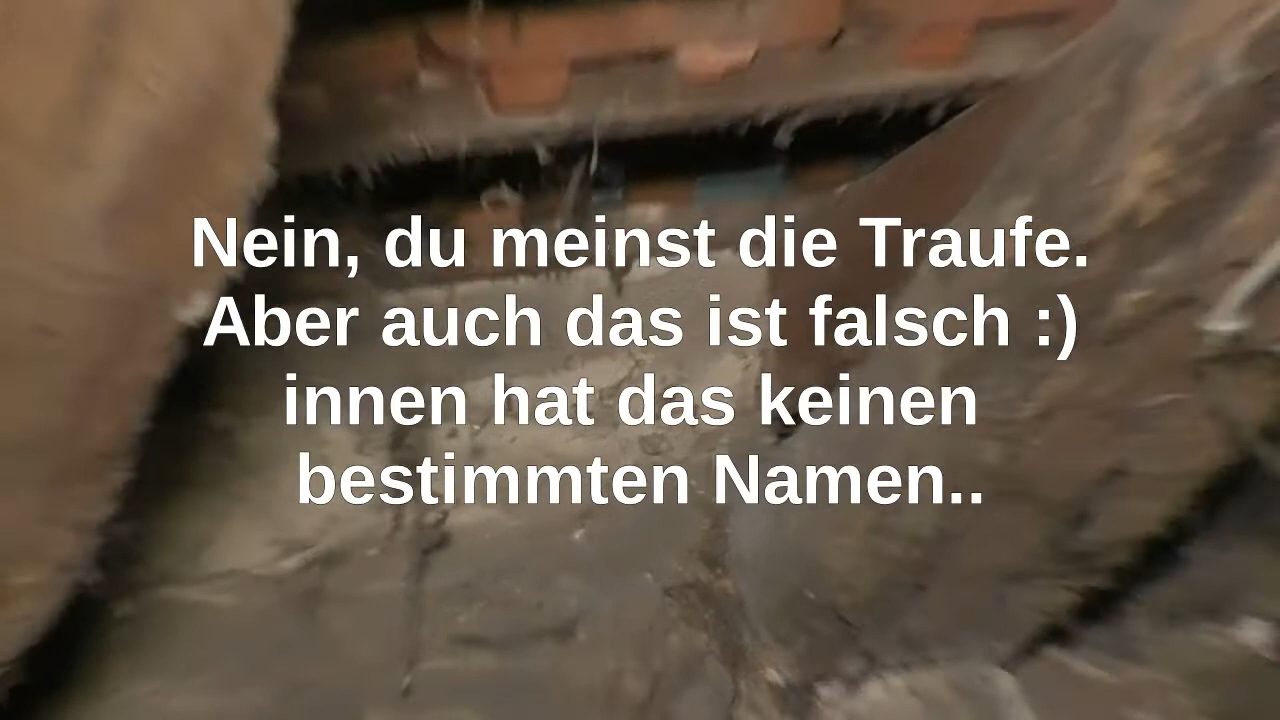 Nein, du meinst die Traufe.
Aber auch das ist falsch :)
innen hat das keinen
bestimmten Namen..